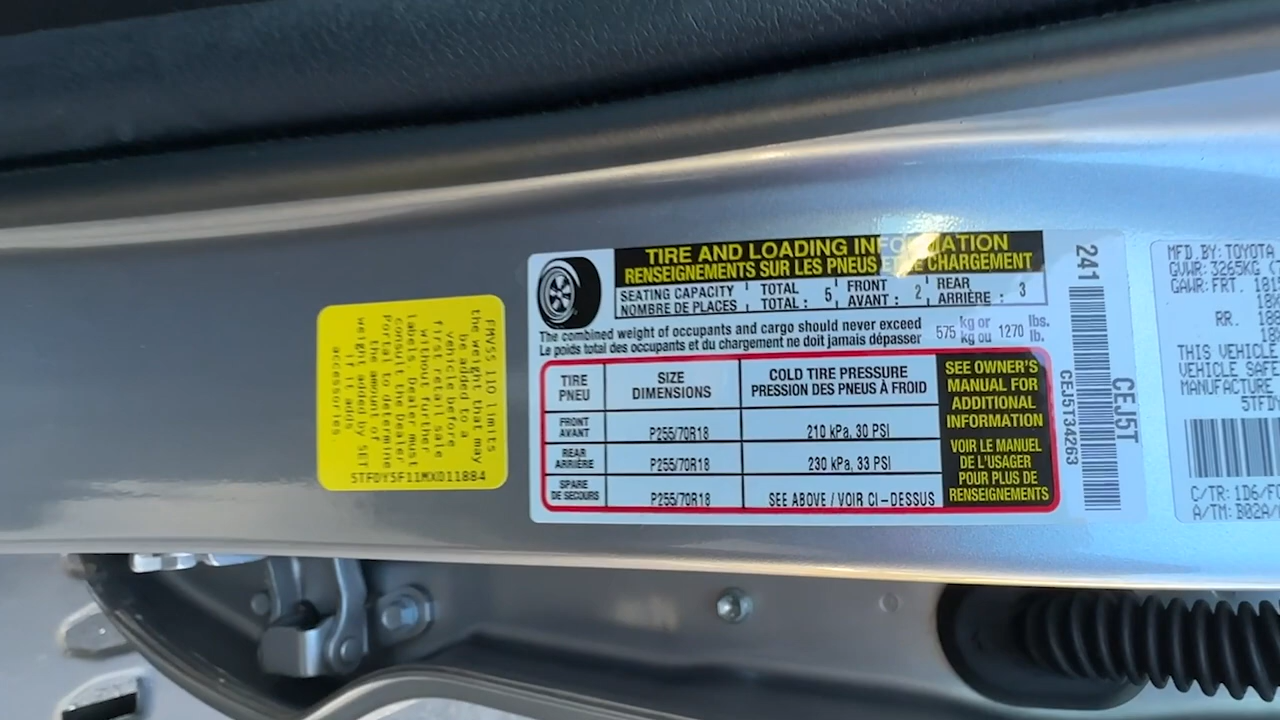 FMVSS 110 limits
the weight that may
be added to a
vehicle before
first retail sale
without further
labels. Dealer must
consult the Dealer
Portal to determine
the amount of
weight added by SET
if it adds
accessories
5TFDY5F11MX011884
TIRE AND LOADING INFORMATION
RENSEIGNEMENTS SUR LES PNEUS ET LE CHARGEMENT
SEATING CAPACITY TOTAL FRONT REAR
NOMBRE DE PLACES TOTAL : 5 AVANT : 2 ARRIÈRE : 3
The combined weight of occupants and cargo should never exceed 575 kg or 1270 lbs.
Le poids total des occupants et du chargement ne doit jamais dépasser kg ou lb.
TIRE SIZE COLD TIRE PRESSURE
PNEU DIMENSIONS PRESSION DES PNEUS À FROID
FRONT
AVANT P255/70R18 210 kPa, 30 PSI
REAR
ARRIÈRE P255/70R18 230 kPa, 33 PSI
SPARE
DE SECOURS P255/70R18 SEE ABOVE / VOIR CI-DESSUS
SEE OWNER'S
MANUAL FOR
ADDITIONAL
INFORMATION
VOIR LE MANUEL
DE L'USAGER
POUR PLUS DE
RENSEIGNEMENTS
241
CEJ5T34263
CEJ5T
MFD. BY: TOYOTA
GVWR: 3265KG
GAWR: FRT.
RR.
THIS VEHICLE
VEHICLE SAFE
MANUFACTURE
5TFDY
C/TR: 1D6/F
A/TM: B02A/